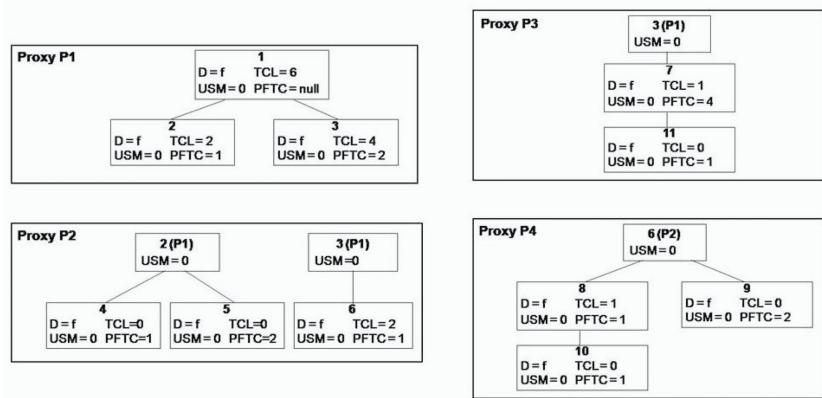 Proxy P1
1
D = f TCL = 6
USM = 0 PFTC = null
2
D = f TCL = 2
USM = 0 PFTC = 1
3
D = f TCL = 4
USM = 0 PFTC = 2
Proxy P3
3 (P1)
USM = 0
7
D = f TCL = 1
USM = 0 PFTC = 4
11
D = f TCL = 0
USM = 0 PFTC = 1
Proxy P2
2 (P1)
USM = 0
3 (P1)
USM=0
4
D = f TCL=0
USM = 0 PFTC=1
5
D = f TCL=0
USM = 0 PFTC=2
6
D = f TCL = 2
USM = 0 PFTC = 1
Proxy P4
6 (P2)
USM = 0
8
D = f TCL = 1
USM = 0 PFTC = 1
9
D = f TCL = 0
USM = 0 PFTC = 2
10
D = f TCL = 0
USM = 0 PFTC = 1